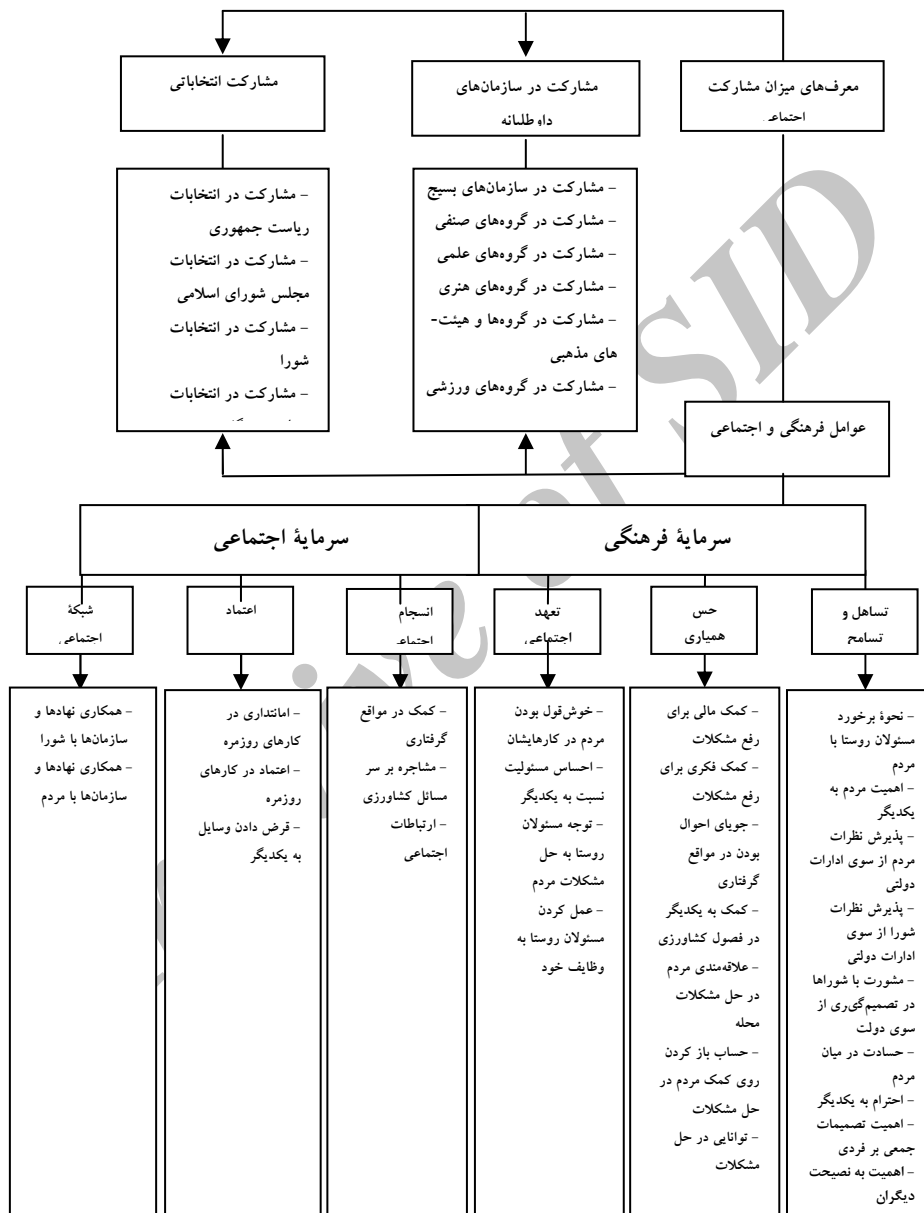 معرف‌های میزان مشارکت
اجتماعی
مشارکت در سازمان‌های
داوطلبانه
مشارکت انتخاباتی
- مشارکت در سازمان‌های بسیج
- مشارکت در گروه‌های صنفی
- مشارکت در گروه‌های علمی
- مشارکت در گروه‌های هنری
- مشارکت در گروه‌ها و هیئت-
های مذهبی
- مشارکت در گروه‌های ورزشی
- مشارکت در انتخابات
ریاست جمهوری
- مشارکت در انتخابات
مجلس شورای اسلامی
- مشارکت در انتخابات
شورا
- مشارکت در انتخابات
عوامل فرهنگی و اجتماعی
سرمایهٔ فرهنگی
سرمایهٔ اجتماعی
تساهل و
تسامح
حس
همیاری
تعهد
اجتماعی
انسجام
اجتماعی
اعتماد
شبکهٔ
اجتماعی
- نحوهٔ برخورد
مسئولان روستا با
مردم
- اهمیت مردم به
یکدیگر
- پذیرش نظرات
مردم از سوی ادارات
دولتی
- پذیرش نظرات
شورا از سوی
ادارات دولتی
- مشورت با شوراها
در تصمیم‌گیری از
سوی دولت
- حسادت در میان
مردم
- احترام به یکدیگر
- اهمیت تصمیمات
جمعی بر فردی
- اهمیت به نصیحت
دیگران
- کمک مالی برای
رفع مشکلات
- کمک فکری برای
رفع مشکلات
- جویای احوال
بودن در مواقع
گرفتاری
- کمک به یکدیگر
در فصول کشاورزی
- علاقه‌مندی مردم
در حل مشکلات
محله
- حساب باز کردن
روی کمک مردم در
حل مشکلات
- توانایی در حل
مشکلات
- خوش‌قول بودن
مردم در کارهایشان
- احساس مسئولیت
نسبت به یکدیگر
- توجه مسئولان
روستا به حل
مشکلات مردم
- عمل کردن
مسئولان روستا به
وظایف خود
- کمک در مواقع
گرفتاری
- مشاجره بر سر
مسائل کشاورزی
- ارتباطات
اجتماعی
- امانتداری در
کارهای روزمره
- اعتماد در کارهای
روزمره
- قرض دادن وسایل
به یکدیگر
- همکاری نهادها و
سازمان‌ها با شورا
- همکاری نهادها و
سازمان‌ها با مردم
Archive of SID